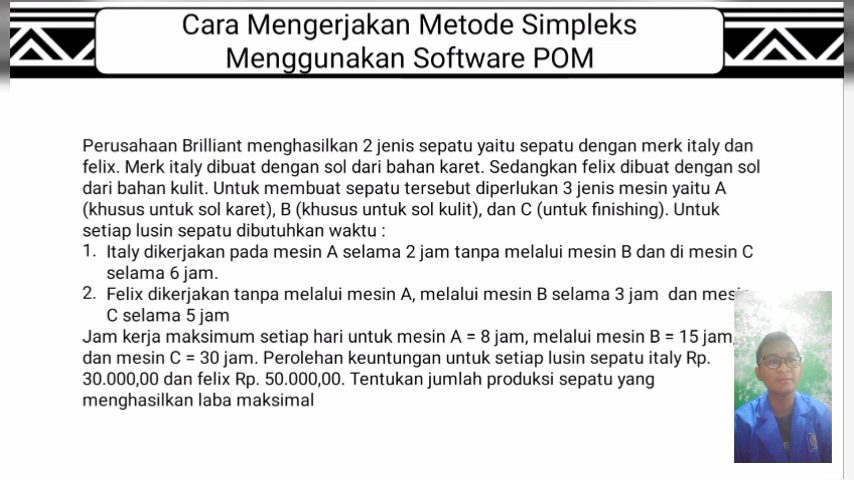 Cara Mengerjakan Metode Simpleks
Menggunakan Software POM
Perusahaan Brilliant menghasilkan 2 jenis sepatu yaitu sepatu dengan merk italy dan
felix. Merk italy dibuat dengan sol dari bahan karet. Sedangkan felix dibuat dengan sol
dari bahan kulit. Untuk membuat sepatu tersebut diperlukan 3 jenis mesin yaitu A
(khusus untuk sol karet), B (khusus untuk sol kulit), dan C (untuk finishing). Untuk
setiap lusin sepatu dibutuhkan waktu :
1. Italy dikerjakan pada mesin A selama 2 jam tanpa melalui mesin B dan di mesin C
selama 6 jam.
2. Felix dikerjakan tanpa melalui mesin A, melalui mesin B selama 3 jam dan mesin
C selama 5 jam
Jam kerja maksimum setiap hari untuk mesin A = 8 jam, melalui mesin B = 15 jam,
dan mesin C = 30 jam. Perolehan keuntungan untuk setiap lusin sepatu italy Rp.
30.000,00 dan felix Rp. 50.000,00. Tentukan jumlah produksi sepatu yang
menghasilkan laba maksimal